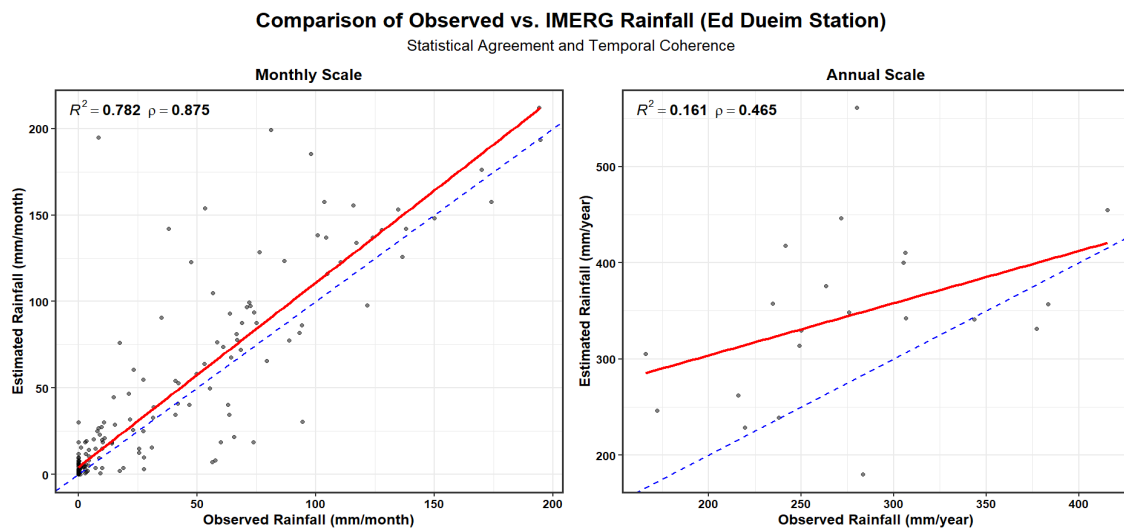 Comparison of Observed vs. IMERG Rainfall (Ed Dueim Station)
Statistical Agreement and Temporal Coherence
Monthly Scale
R² = 0.782 ρ = 0.875
200
150
100
50
0
Estimated Rainfall (mm/month)
0 50 100 150 200
Observed Rainfall (mm/month)
Annual Scale
R² = 0.161 ρ = 0.465
500
400
300
200
Estimated Rainfall (mm/year)
200 250 300 350 400
Observed Rainfall (mm/year)